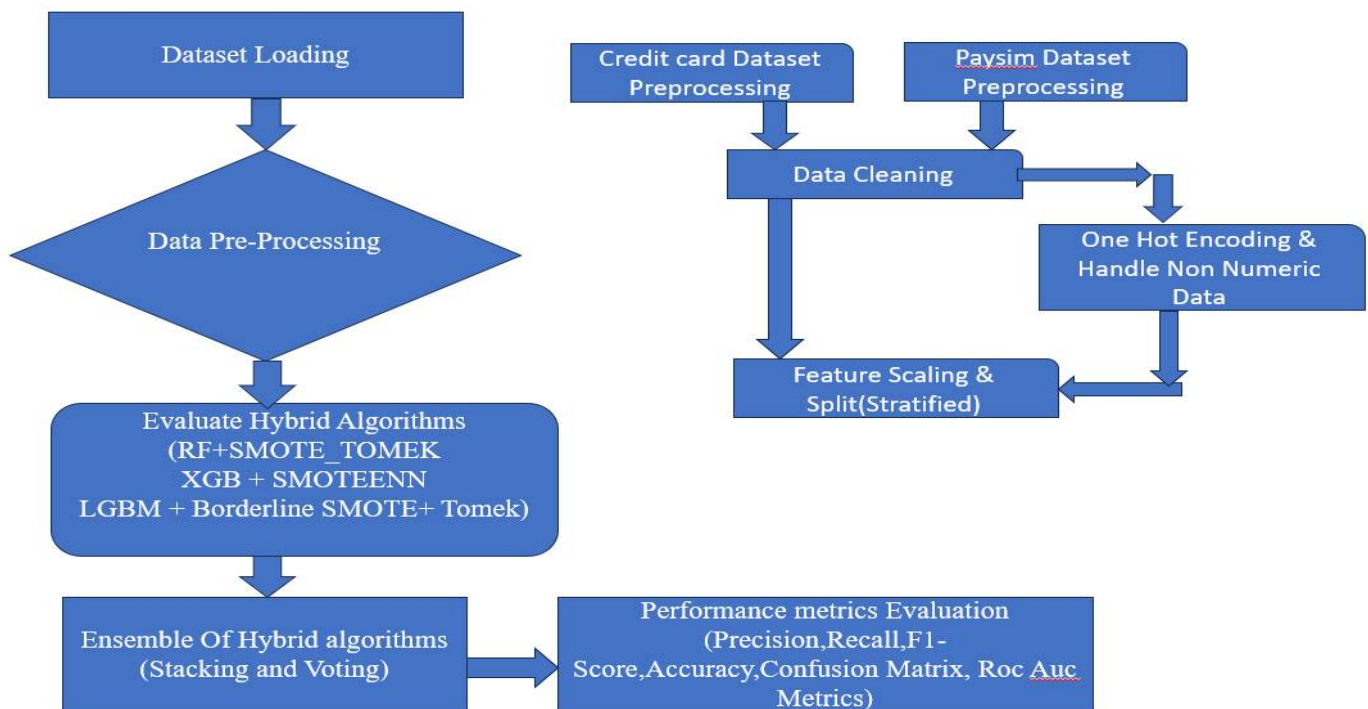 Dataset Loading
Data Pre-Processing
Evaluate Hybrid Algorithms
(RF+SMOTE_TOMEK
XGB + SMOTEENN
LGBM + Borderline SMOTE+ Tomek)
Ensemble Of Hybrid algorithms
(Stacking and Voting)
Performance metrics Evaluation
(Precision,Recall,F1-
Score,Accuracy,Confusion Matrix, Roc Auc
Metrics)
Credit card Dataset
Preprocessing
Paysim Dataset
Preprocessing
Data Cleaning
One Hot Encoding &
Handle Non Numeric
Data
Feature Scaling &
Split(Stratified)